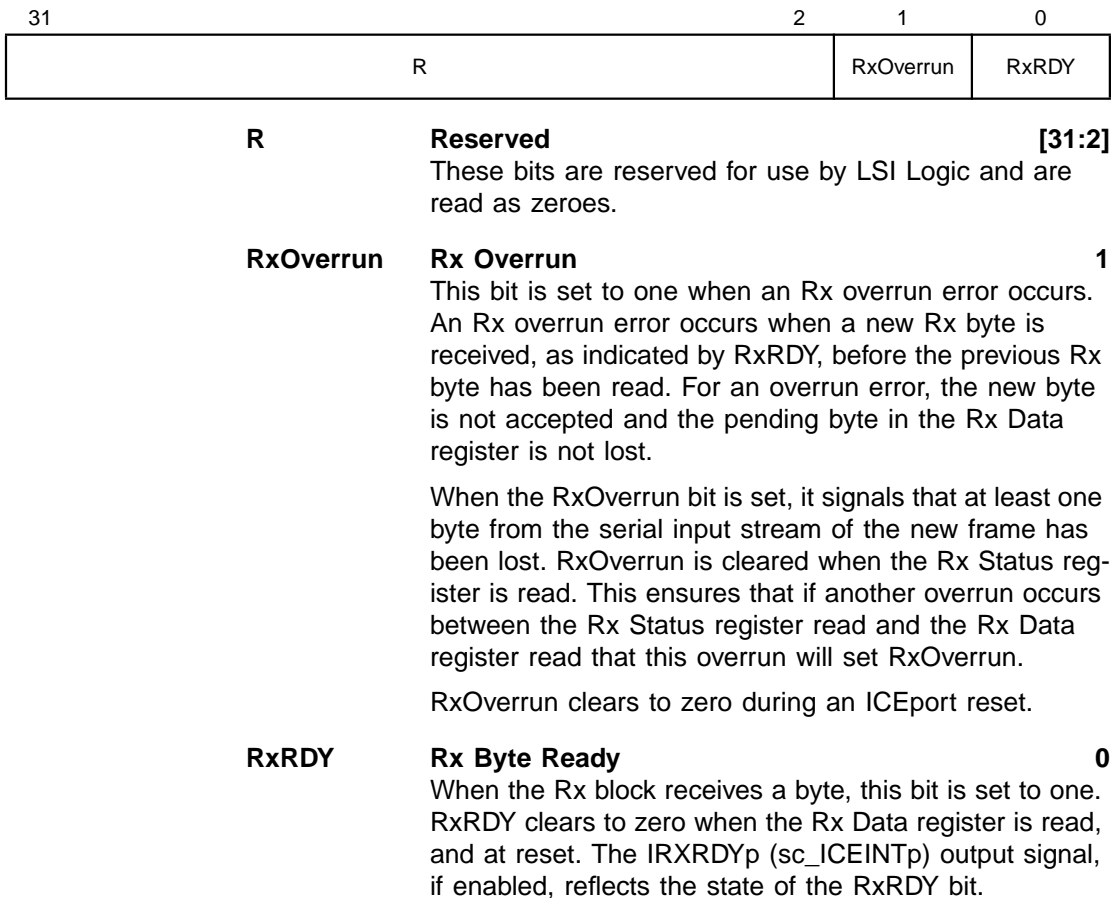 31 2 1 0
R RxOverrun RxRDY
R Reserved [31:2]
These bits are reserved for use by LSI Logic and are
read as zeroes.
RxOverrun Rx Overrun 1
This bit is set to one when an Rx overrun error occurs.
An Rx overrun error occurs when a new Rx byte is
received, as indicated by RxRDY, before the previous Rx
byte has been read. For an overrun error, the new byte
is not accepted and the pending byte in the Rx Data
register is not lost.
When the RxOverrun bit is set, it signals that at least one
byte from the serial input stream of the new frame has
been lost. RxOverrun is cleared when the Rx Status reg-
ister is read. This ensures that if another overrun occurs
between the Rx Status register read and the Rx Data
register read that this overrun will set RxOverrun.
RxOverrun clears to zero during an ICEport reset.
RxRDY Rx Byte Ready 0
When the Rx block receives a byte, this bit is set to one.
RxRDY clears to zero when the Rx Data register is read,
and at reset. The IRXRDYp (sc_ICEINTp) output signal,
if enabled, reflects the state of the RxRDY bit.